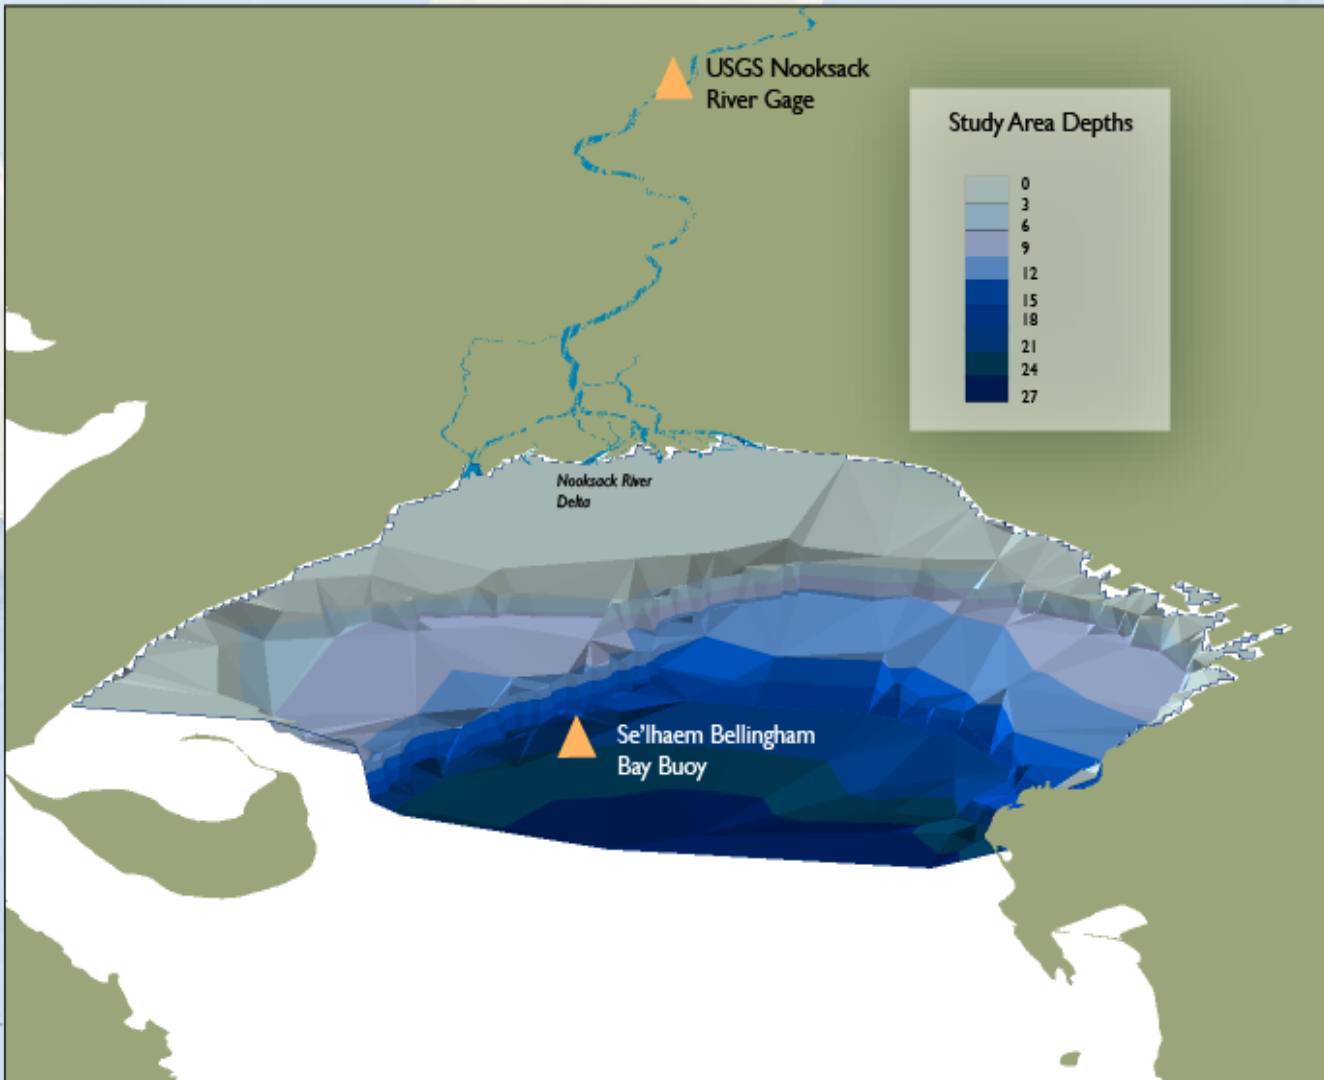 USGS Nooksack
River Gage
Study Area Depths
0
3
6
9
12
15
18
21
24
27
Nooksack River
Delta
Se'lhaem Bellingham
Bay Buoy